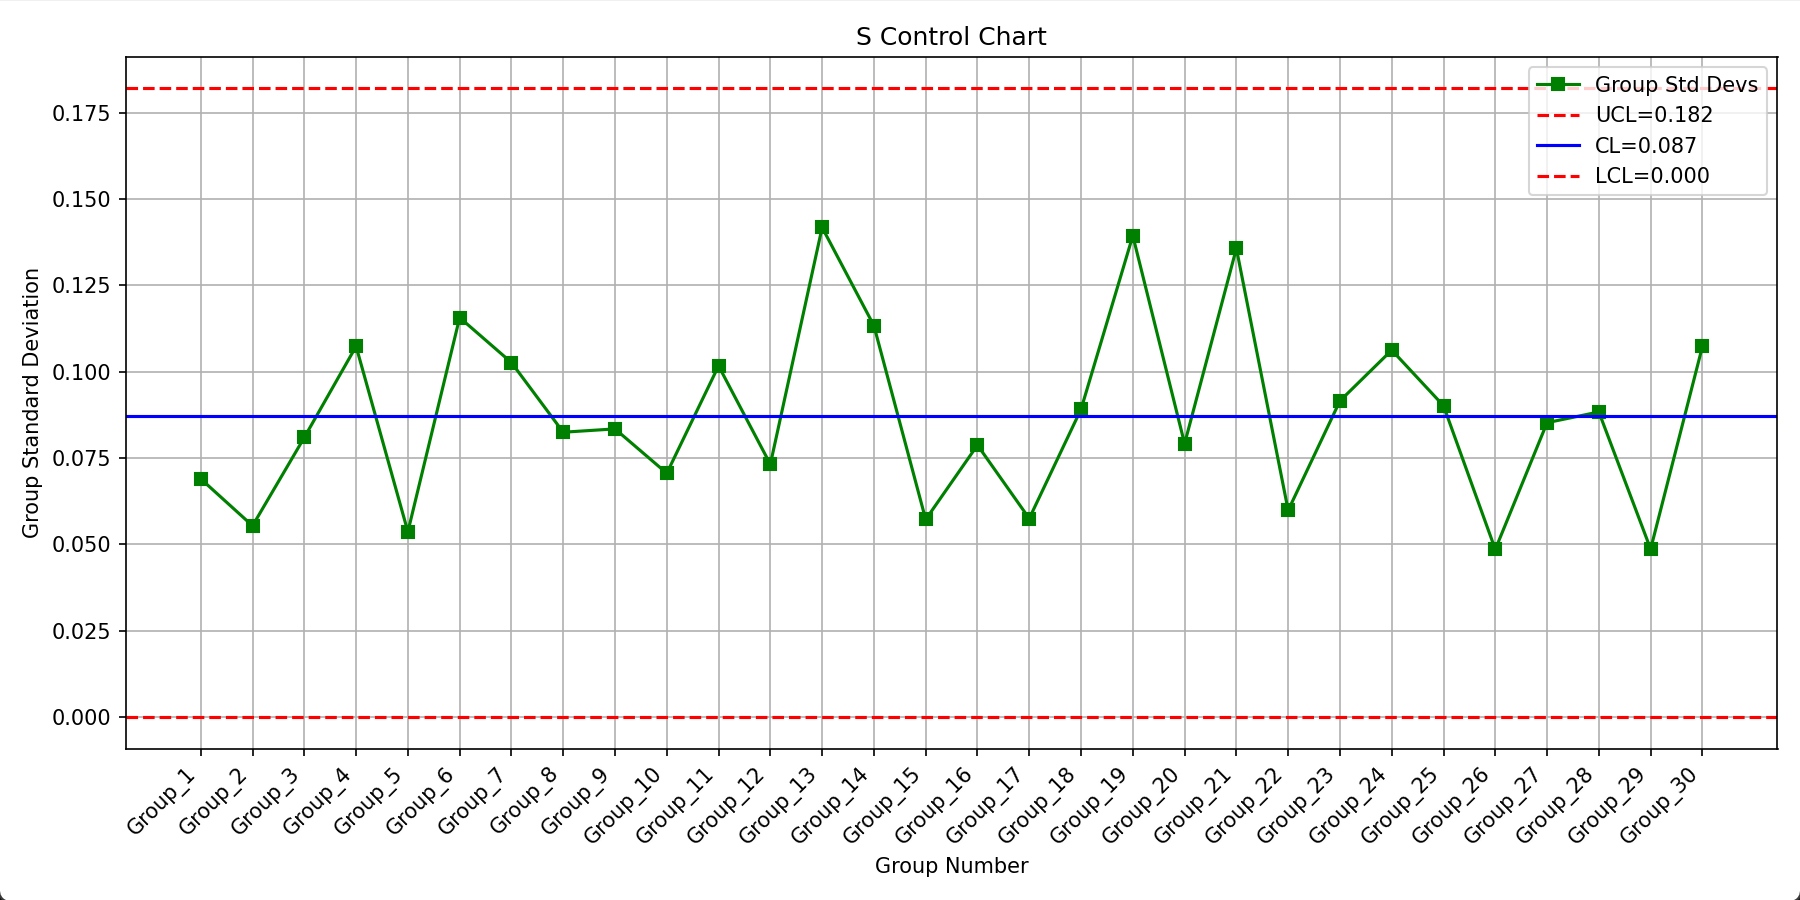 S Control Chart
Group Std Devs
UCL=0.182
CL=0.087
LCL=0.000
Group Standard Deviation
0.175
0.150
0.125
0.100
0.075
0.050
0.025
0.000
Group_1
Group_2
Group_3
Group_4
Group_5
Group_6
Group_7
Group_8
Group_9
Group_10
Group_11
Group_12
Group_13
Group_14
Group_15
Group_16
Group_17
Group_18
Group_19
Group_20
Group_21
Group_22
Group_23
Group_24
Group_25
Group_26
Group_27
Group_28
Group_29
Group_30
Group Number